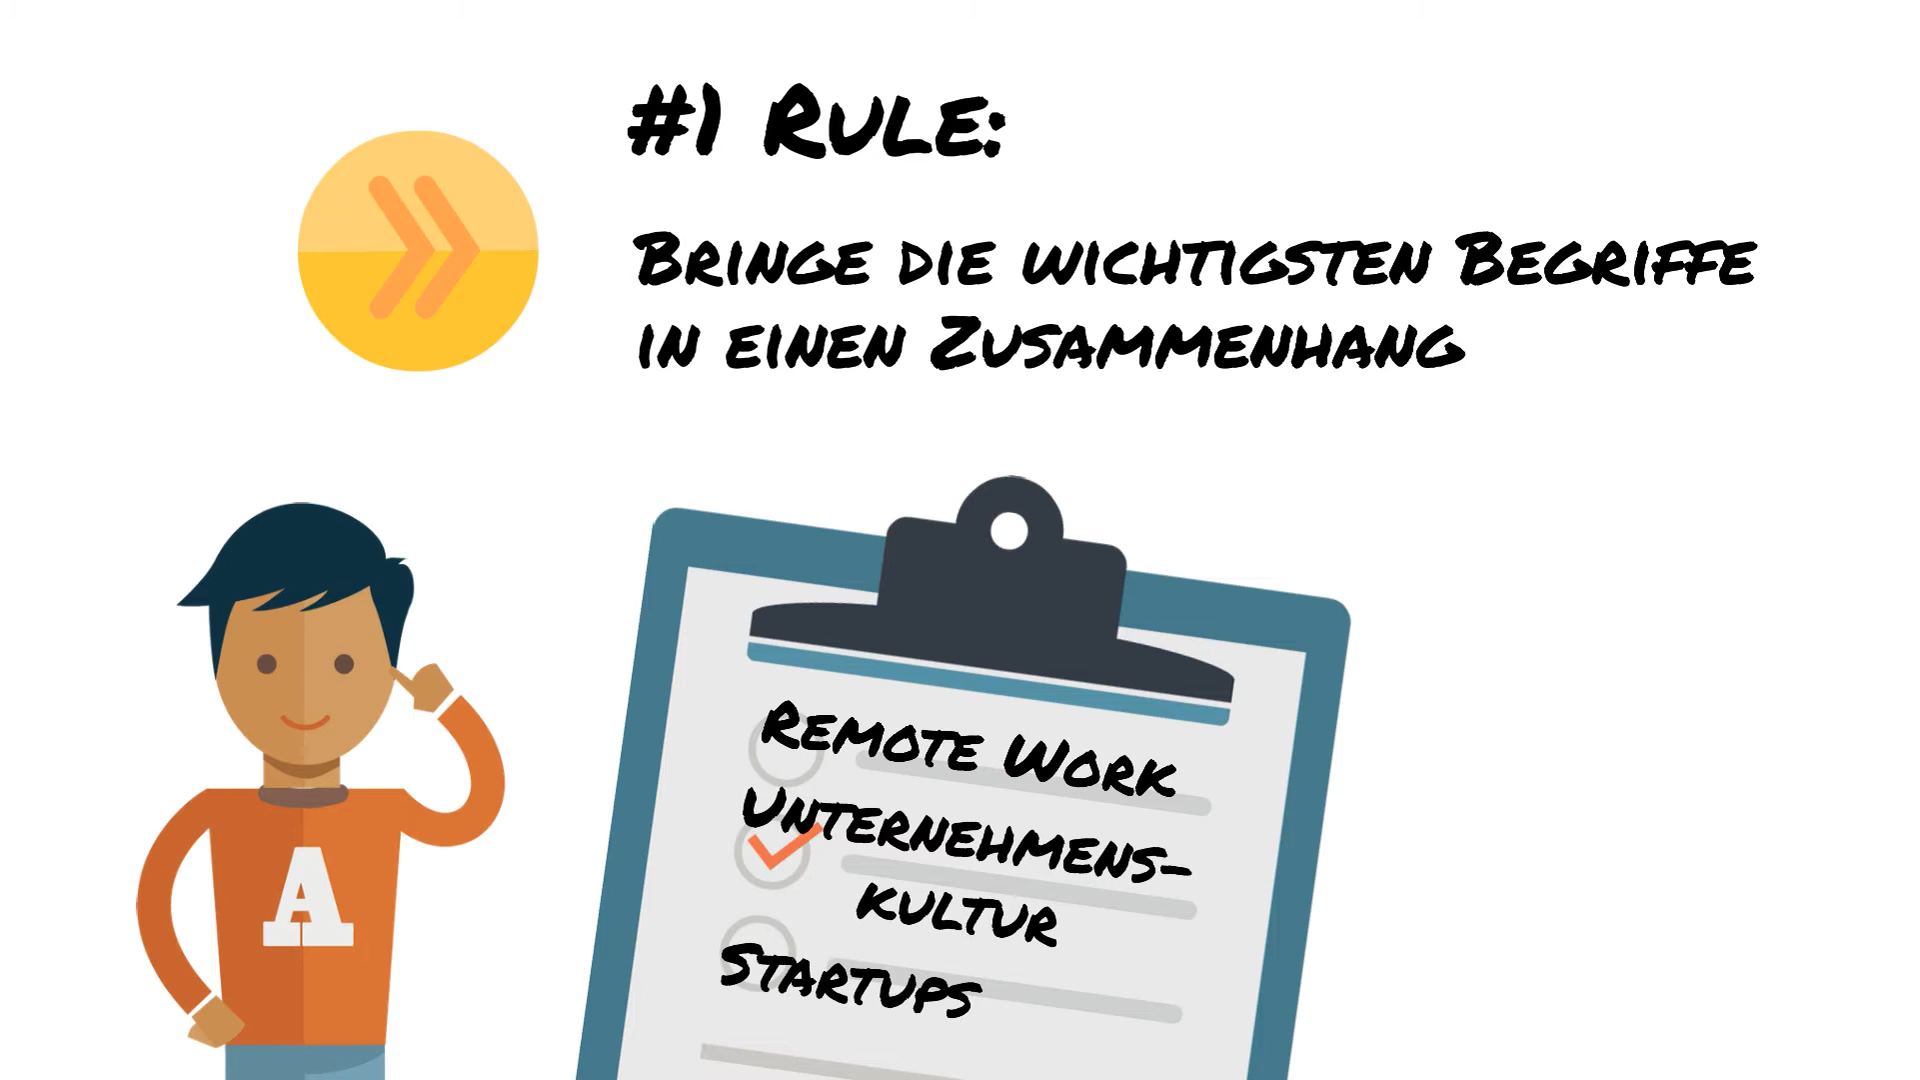 #1 Rule:
Bringe die wichtigsten Begriffe
in einen Zusammenhang
Remote Work
Unternehmens-
kultur
Startups
A